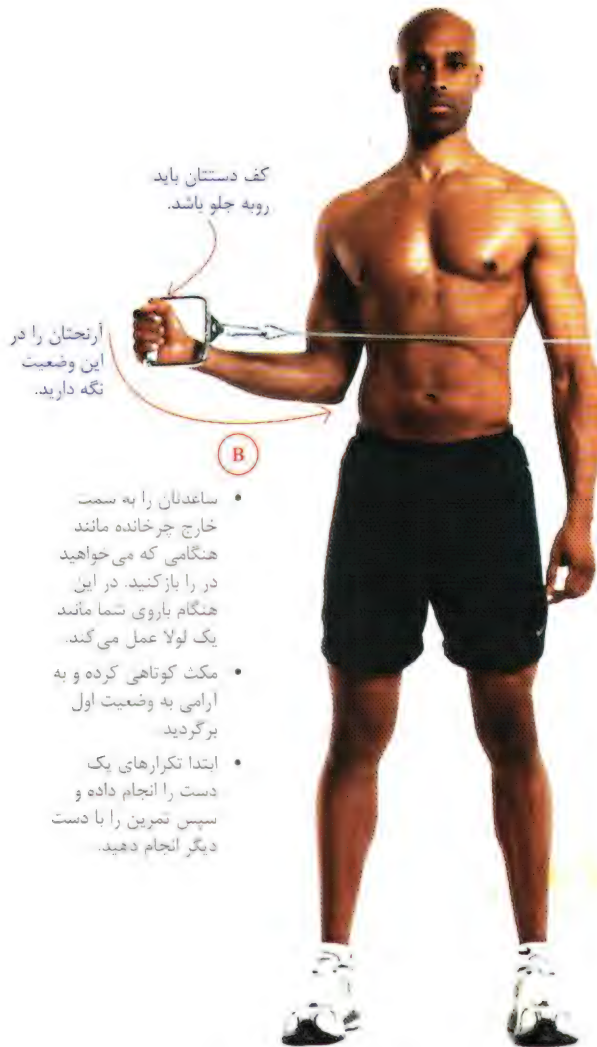 کف دستتان باید
روبه جلو باشد.
آرنجتان را در
این وضعیت
نگه دارید.
B
• ساعدتان را به سمت
خارج چرخانده مانند
هنگامی که می‌خواهید
در را باز کنید. در این
هنگام بازوی شما مانند
یک لولا عمل می‌کند.
• مکث کوتاهی کرده و به
ارامی به وضعیت اول
برگردید
• ابتدا تکرارهای یک
دست را انجام داده و
سپس تمرین را با دست
دیگر انجام دهید.